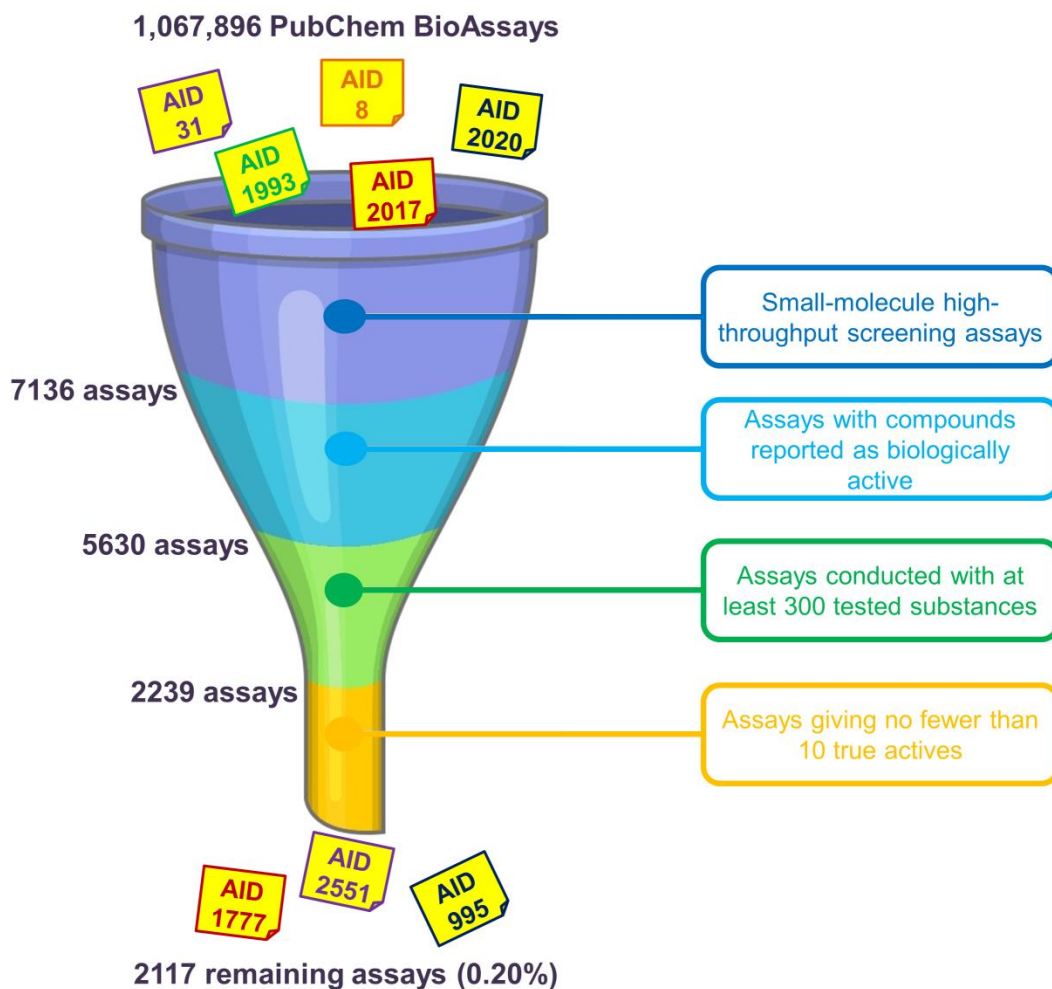 1,067,896 PubChem BioAssays
AID
31
AID
8
AID
2020
AID
1993
AID
2017
Small-molecule high-
throughput screening assays
7136 assays
Assays with compounds
reported as biologically
active
5630 assays
Assays conducted with at
least 300 tested substances
2239 assays
Assays giving no fewer than
10 true actives
AID
1777
AID
2551
AID
995
2117 remaining assays (0.20%)